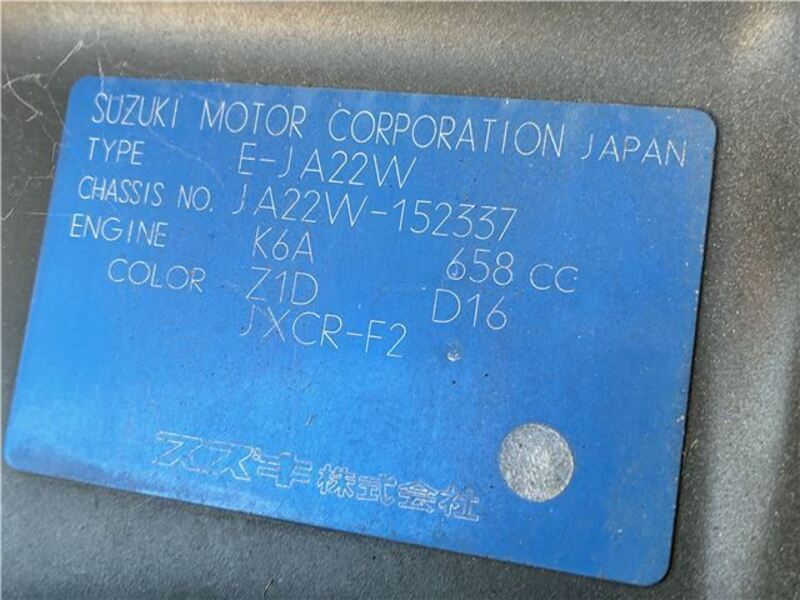 SUZUKI MOTOR CORPORATION JAPAN
TYPE E-JA22W
CHASSIS NO. JA22W-152337
ENGINE K6A 658 CC
COLOR Z1D D16
JXCR-F2
スズキ株式会社